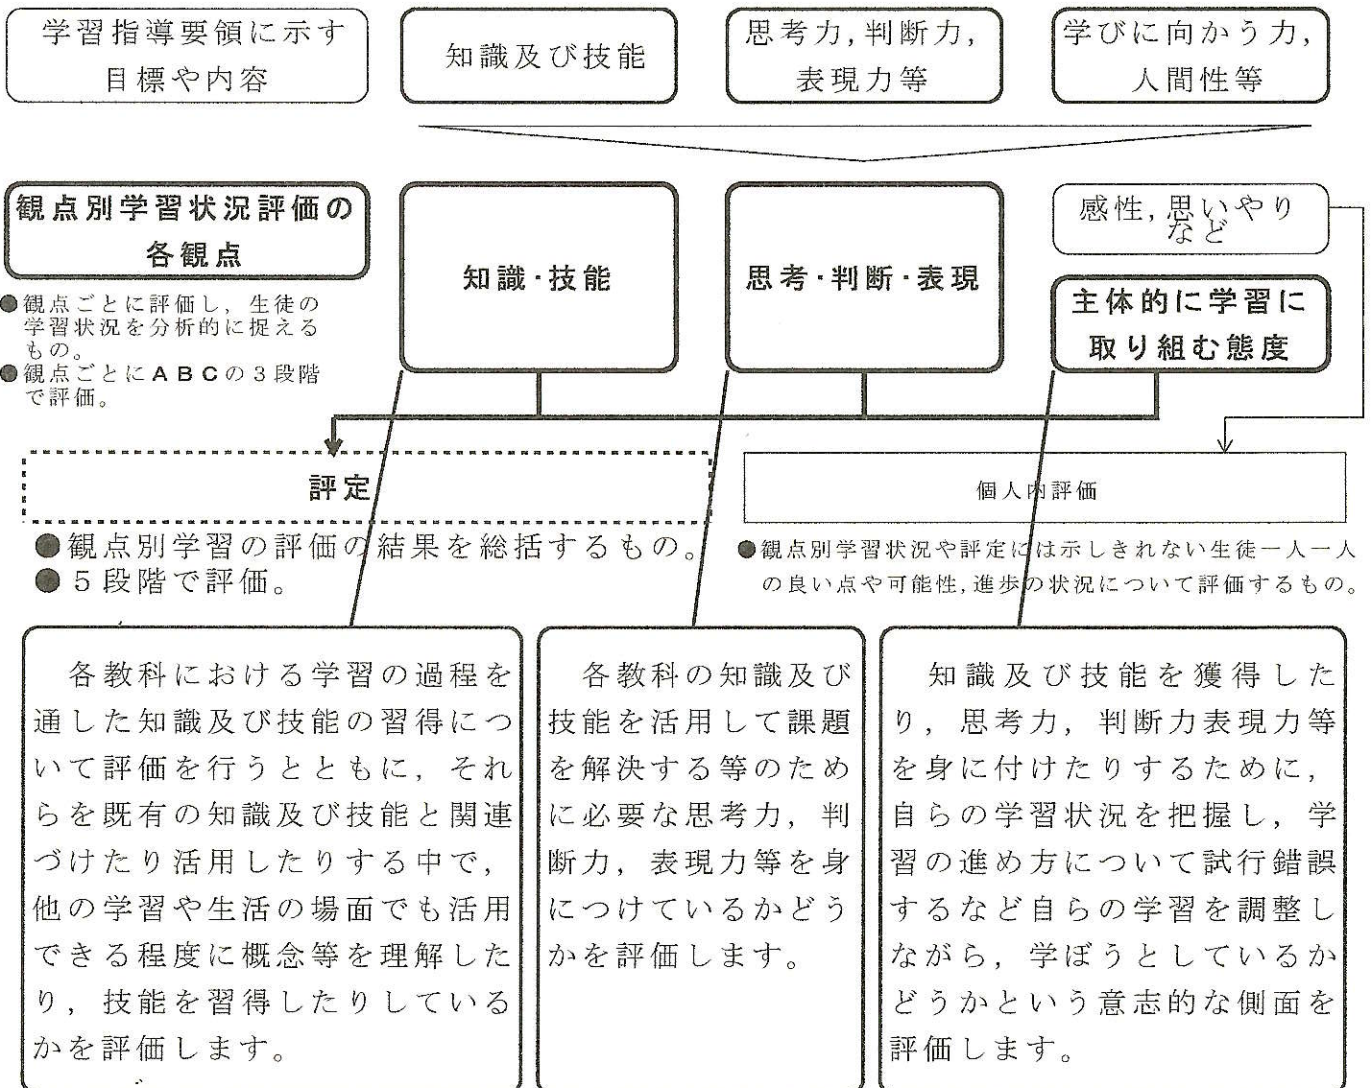 学習指導要領に示す
目標や内容
知識及び技能
思考力,判断力,
表現力等
学びに向かう力,
人間性等
観点別学習状況評価の
各観点
●観点ごとに評価し，生徒の
学習状況を分析的に捉える
もの。
●観点ごとにＡＢＣの３段階
で評価。
知識・技能
思考・判断・表現
感性,思いやり
など
主体的に学習に
取り組む態度
評定
●観点別学習の評価の結果を総括するもの。
●５段階で評価。
個人内評価
●観点別学習状況や評定には示しきれない生徒一人一人
の良い点や可能性,進歩の状況について評価するもの。
各教科における学習の過程を
通した知識及び技能の習得につ
いて評価を行うとともに，それ
らを既有の知識及び技能と関連
づけたり活用したりする中で，
他の学習や生活の場面でも活用
できる程度に概念等を理解した
り，技能を習得したりしている
かを評価します。
各教科の知識及び
技能を活用して課題
を解決する等のため
に必要な思考力，判
断力，表現力等を身
につけているかどう
かを評価します。
知識及び技能を獲得した
り，思考力，判断力表現力等
を身に付けたりするために，
自らの学習状況を把握し，学
習の進め方について試行錯誤
するなど自らの学習を調整し
ながら，学ぼうとしているか
どうかという意志的な側面を
評価します。